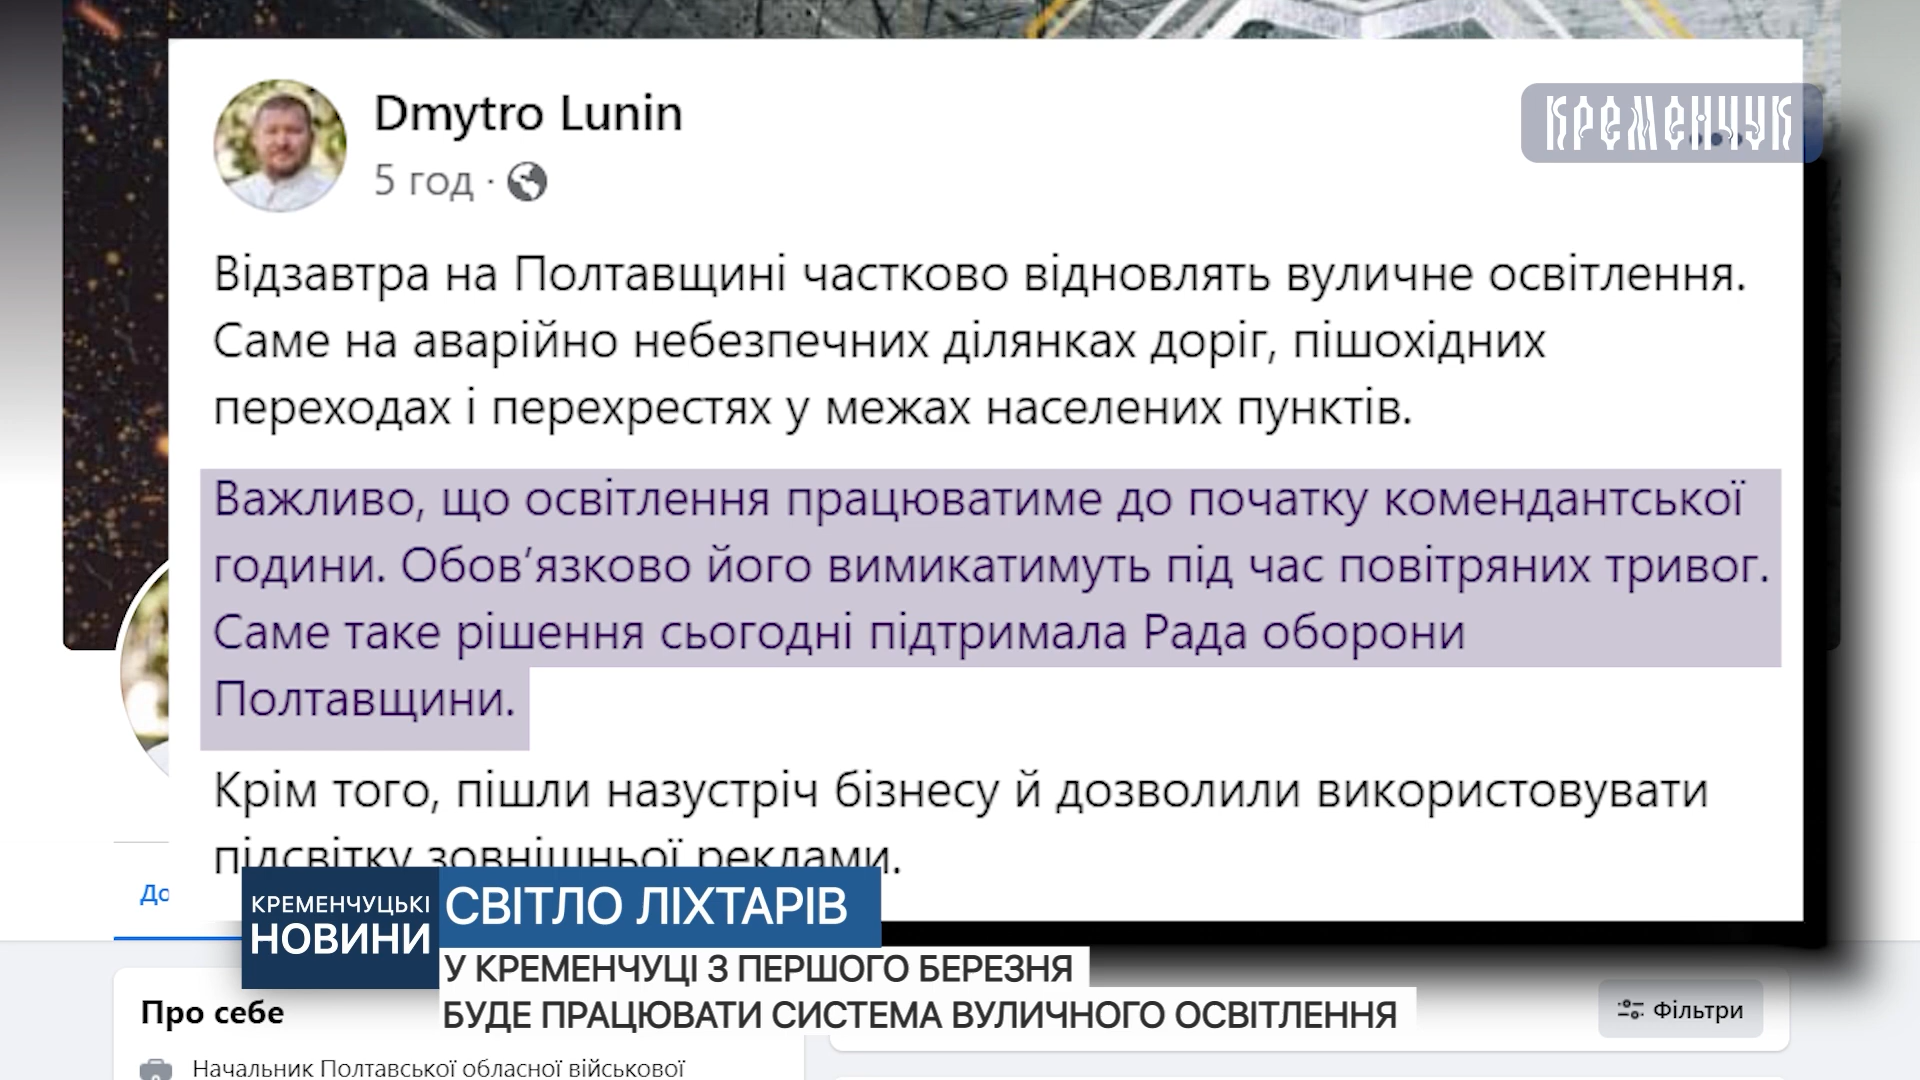 Dmytro Lunin
5 год ·
КРЕМЕНЧУК
Відзавтра на Полтавщині частково відновлять вуличне освітлення.
Саме на аварійно небезпечних ділянках доріг, пішохідних
переходах і перехрестях у межах населених пунктів.
Важливо, що освітлення працюватиме до початку комендантської
години. Обов’язково його вимикатимуть під час повітряних тривог.
Саме таке рішення сьогодні підтримала Рада оборони
Полтавщини.
Крім того, пішли назустріч бізнесу й дозволили використовувати
підсвітку зовнішньої реклами.
До
КРЕМЕНЧУЦЬКІ
НОВИНИ
СВІТЛО ЛІХТАРІВ
У КРЕМЕНЧУЦІ З ПЕРШОГО БЕРЕЗНЯ
БУДЕ ПРАЦЮВАТИ СИСТЕМА ВУЛИЧНОГО ОСВІТЛЕННЯ
Про себе
Фільтри
Начальник Полтавської обласної військової